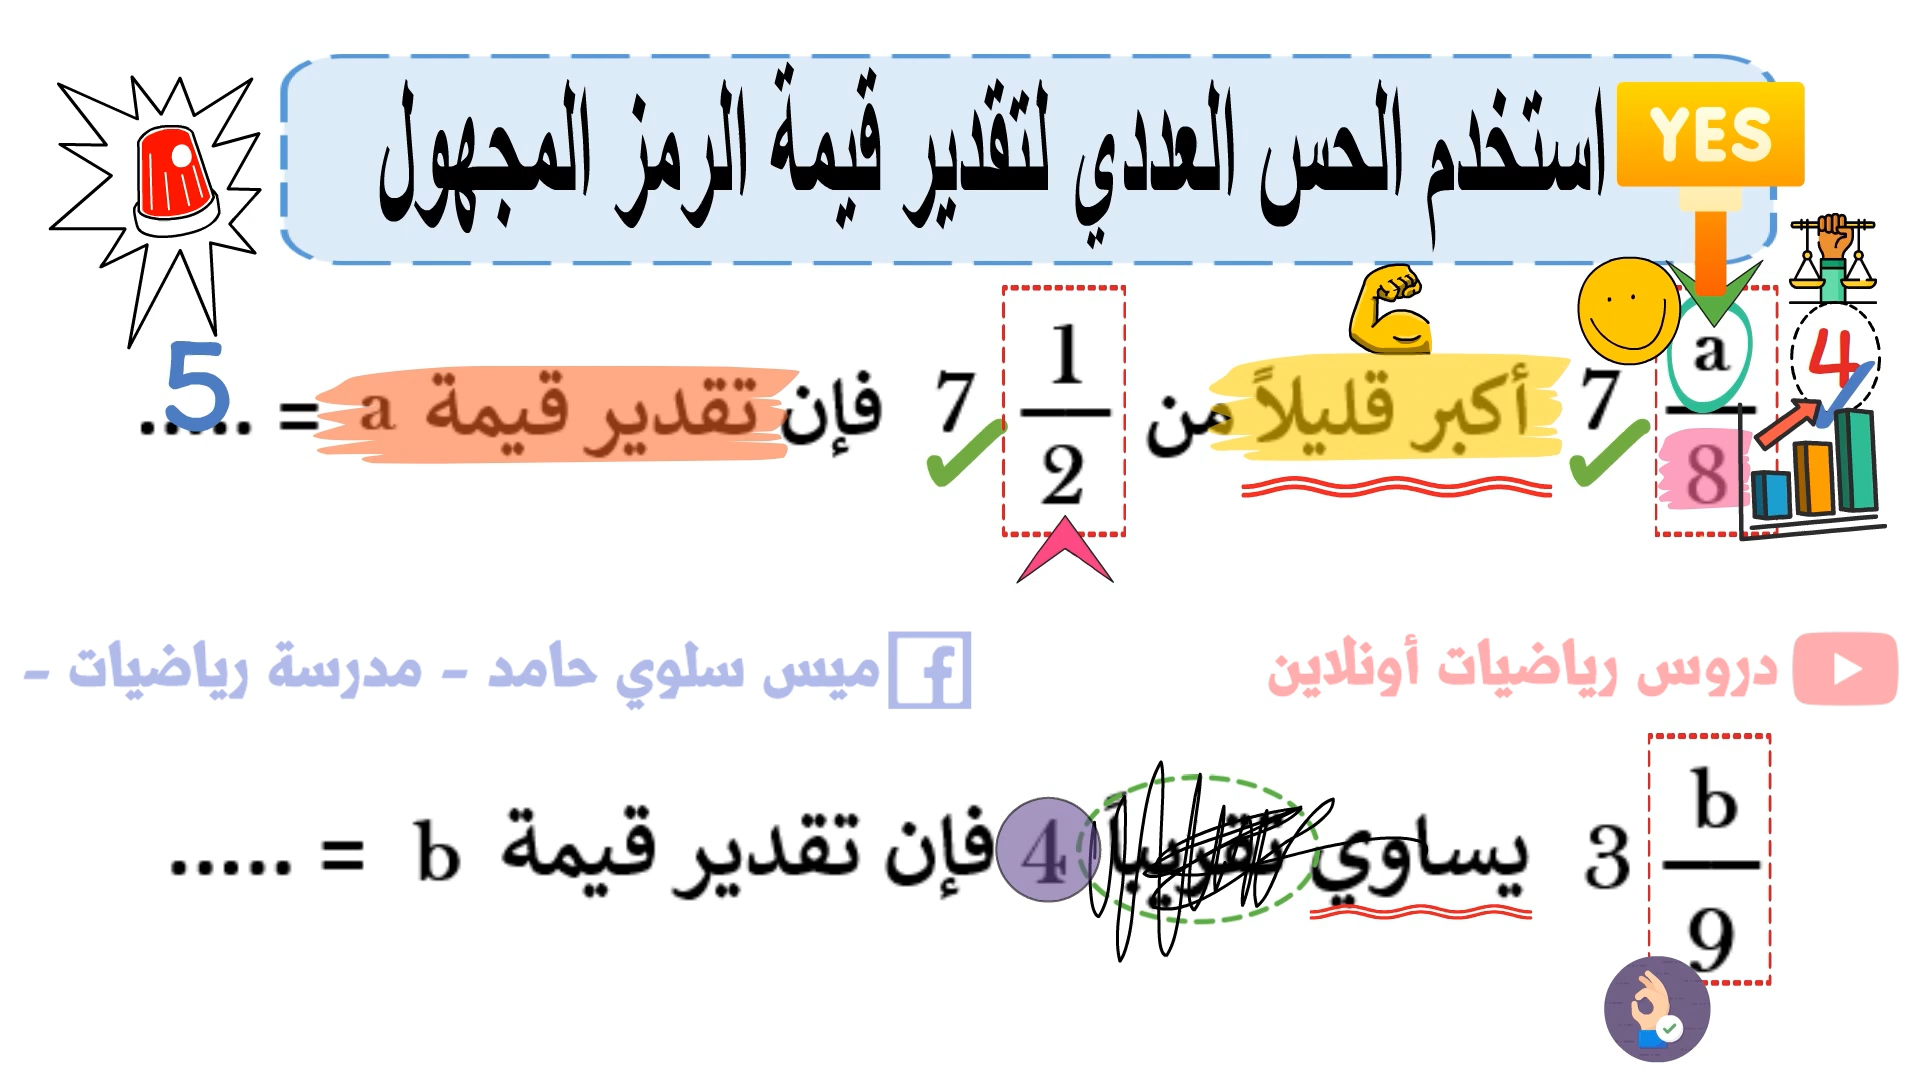 استخدم الحس العددي لتقدير قيمة الرمز المجهول
YES
7 a/8 أكبر قليلاً من 7 1/2 فإن تقدير قيمة a = ..... 5
4
دروس رياضيات أونلاين
ميس سلوي حامد - مدرسة رياضيات -
3 b/9 يساوي تقريباً 4 فإن تقدير قيمة b = .....